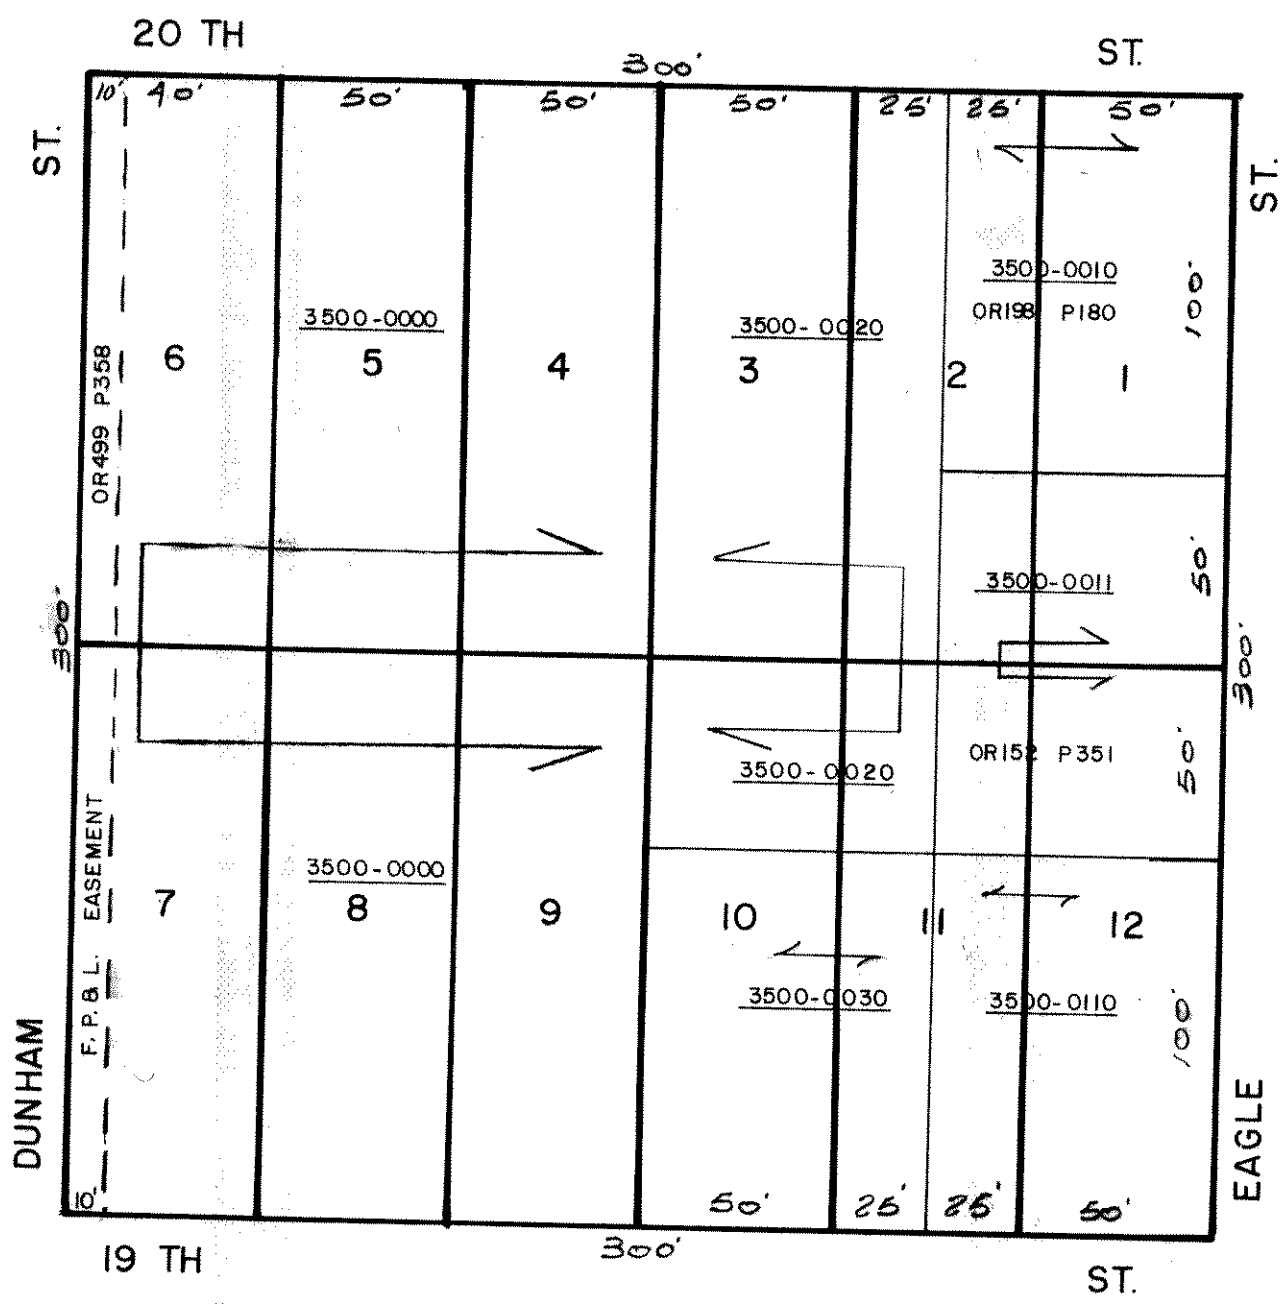 20 TH ST.
300'
10' 40' 50' 50' 50' 25' 25' 50'
ST.
ST.
3500-0010
OR198 P180
100'
3500-0000
3500-0020
6 5 4 3 2 1
OR499 P358
3500-0011
50'
300'
300'
OR152 P351
50'
3500-0020
3500-0000
F. P. & L. EASEMENT
7 8 9 10 11 12
3500-0030
3500-0110
100'
DUNHAM
EAGLE
10' 50' 25' 25' 50'
300'
19 TH ST.